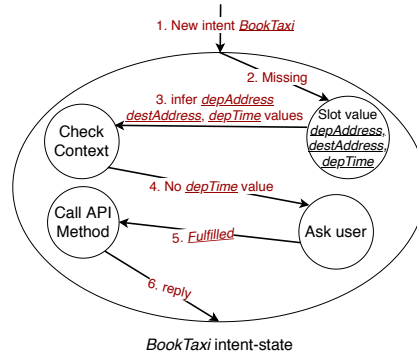 1. New intent BookTaxi
2. Missing
3. infer depAddress
destAddress, depTime values
Slot value
depAddress,
destAddress,
depTime
Check
Context
4. No depTime value
Call API
Method
5. Fulfilled
Ask user
6. reply
BookTaxi intent-state